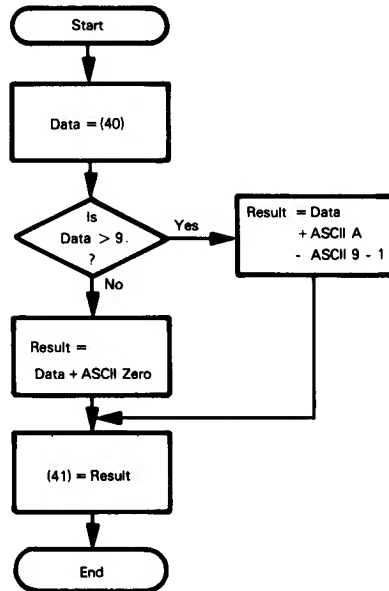 Start
Data = (40)
Is
Data > 9.
?
Yes
No
Result = Data
+ ASCII A
- ASCII 9 - 1
Result =
Data + ASCII Zero
(41) = Result
End